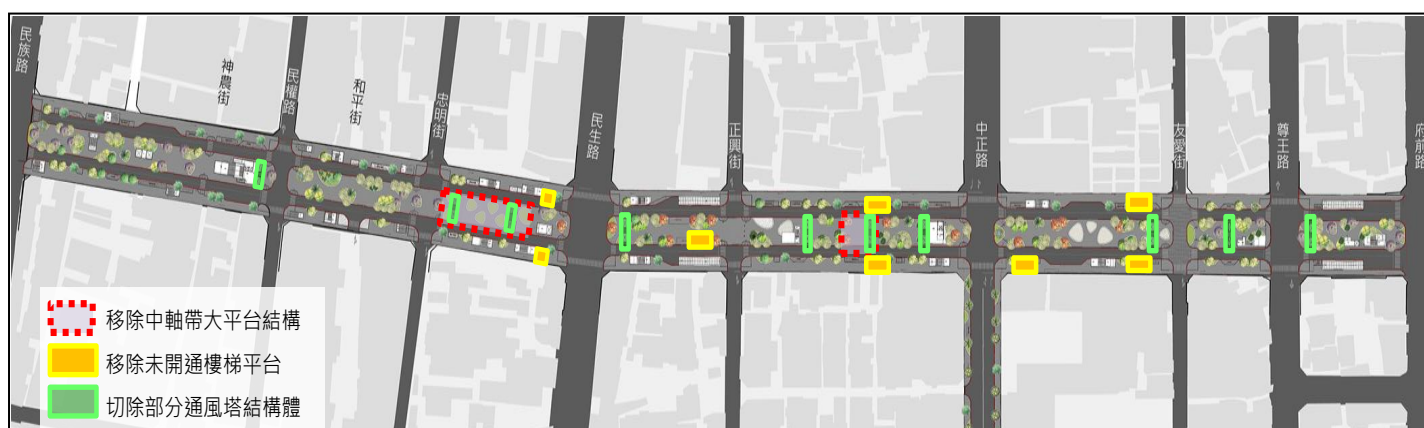 民族路
神農街
民權路
和平街
忠明街
民生路
正興街
中正路
友愛街
尊王路
府前路
移除中軸帶大平台結構
移除未開通樓梯平台
切除部分通風塔結構體